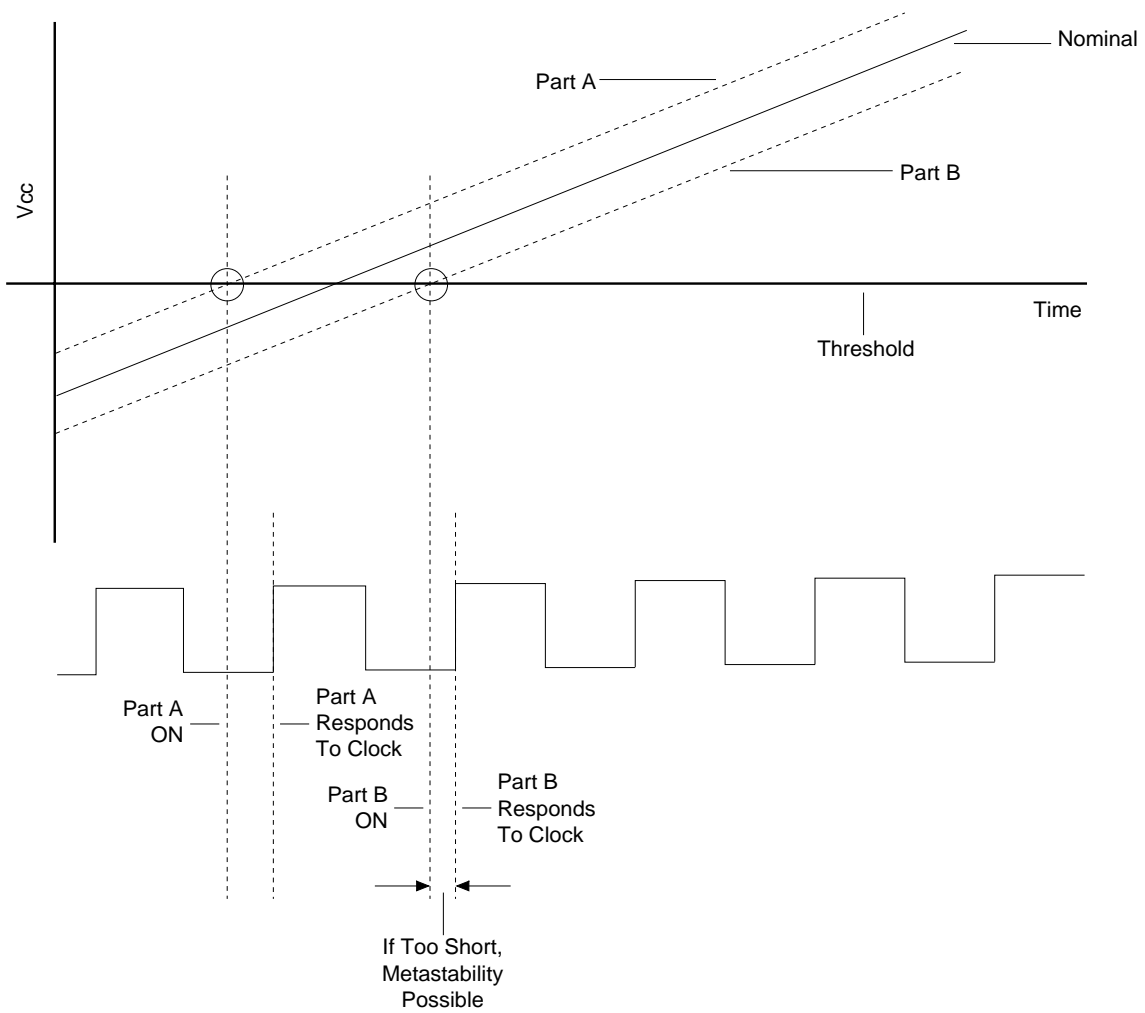 Nominal
Part A
Part B
Vcc
Time
Threshold
Part A
ON
Part A
Responds
To Clock
Part B
ON
Part B
Responds
To Clock
If Too Short,
Metastability
Possible